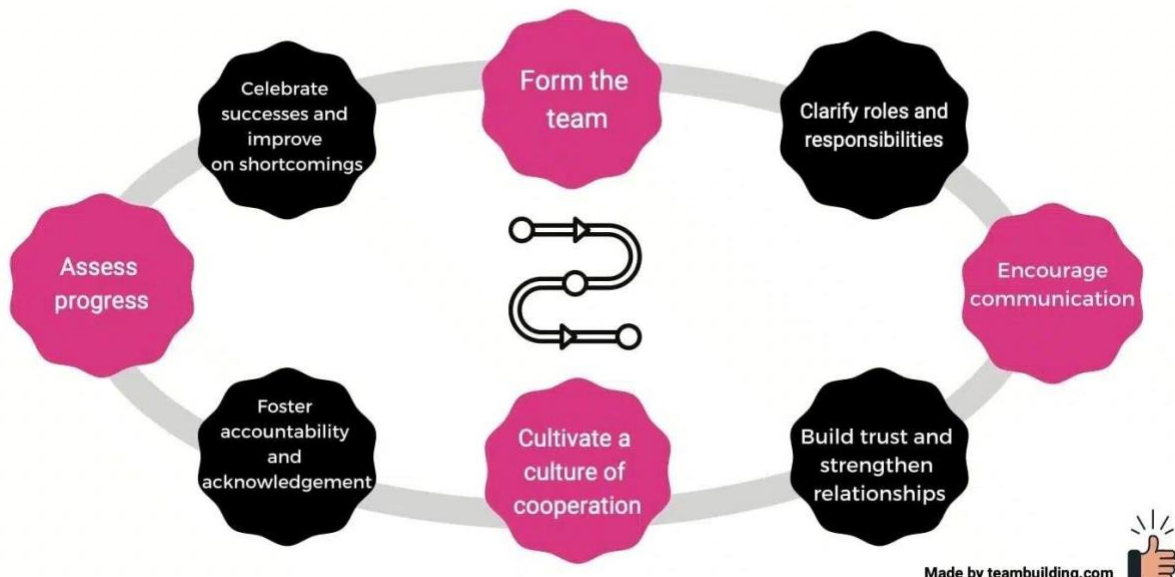 Form the
team
Clarify roles and
responsibilities
Encourage
communication
Build trust and
strengthen
relationships
Cultivate a
culture of
cooperation
Foster
accountability
and
acknowledgement
Assess
progress
Celebrate
successes and
improve
on shortcomings
Made by teambuilding.com